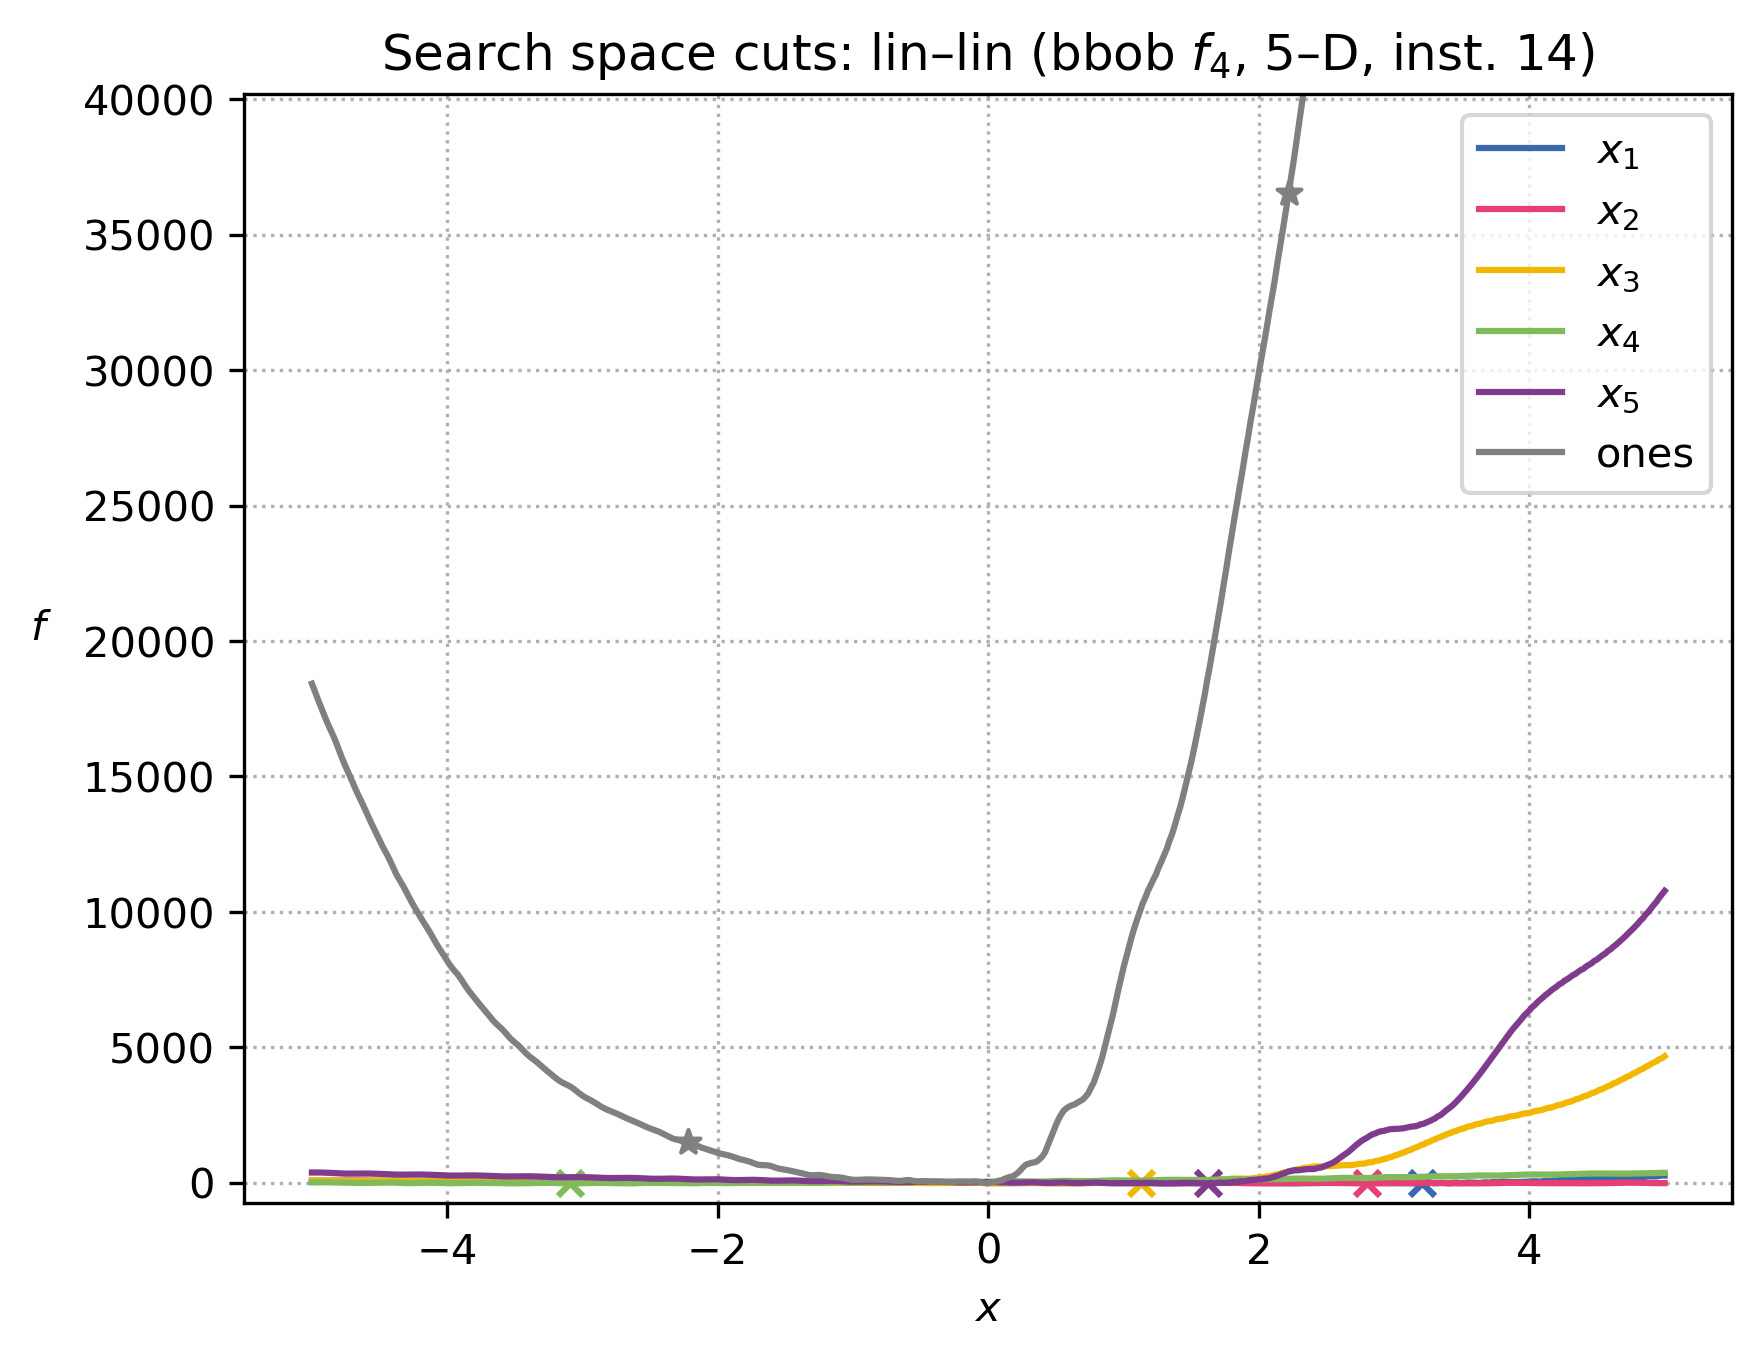 Search space cuts: lin–lin (bbob f₄, 5–D, inst. 14)
40000
35000
30000
25000
20000
15000
10000
5000
0
f
−4 −2 0 2 4
x
x₁
x₂
x₃
x₄
x₅
ones